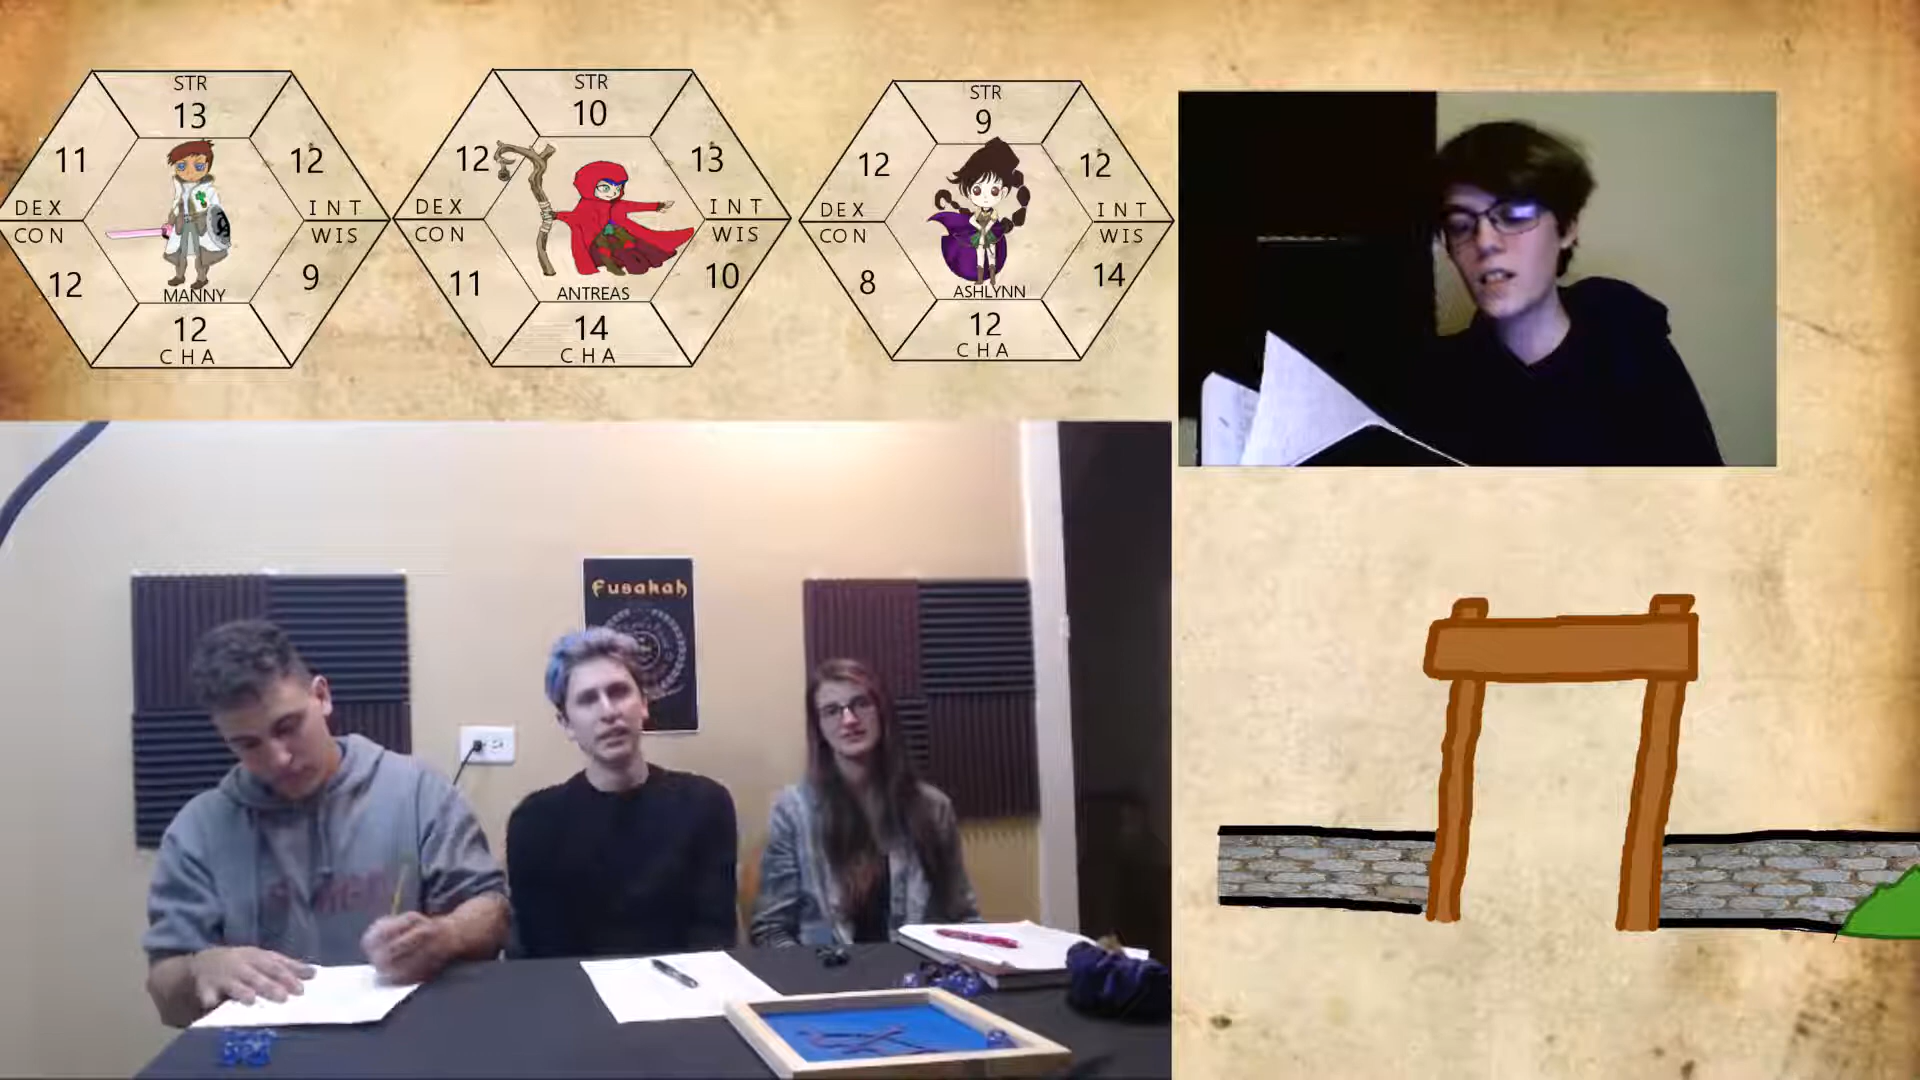 STR
13
11
12
DEX
INT
CON
WIS
12
9
MANNY
12
CHA
STR
10
12
13
DEX
INT
CON
WIS
11
10
ANTREAS
14
CHA
STR
9
12
12
DEX
INT
CON
WIS
8
14
ASHLYNN
12
CHA
Fusakah